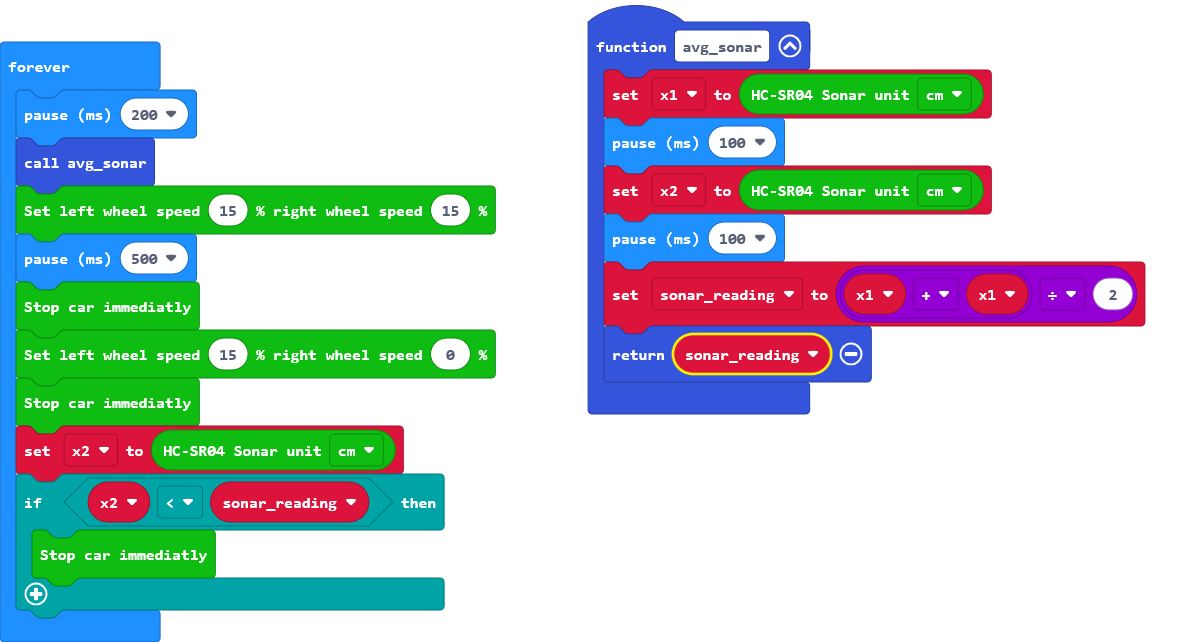 forever
pause (ms) 200
call avg_sonar
Set left wheel speed 15 % right wheel speed 15 %
pause (ms) 500
Stop car immediatly
Set left wheel speed 15 % right wheel speed 0 %
Stop car immediatly
set x2 to HC-SR04 Sonar unit cm
if x2 < sonar_reading then
Stop car immediatly
function avg_sonar
set x1 to HC-SR04 Sonar unit cm
pause (ms) 100
set x2 to HC-SR04 Sonar unit cm
pause (ms) 100
set sonar_reading to x1 + x1 ÷ 2
return sonar_reading